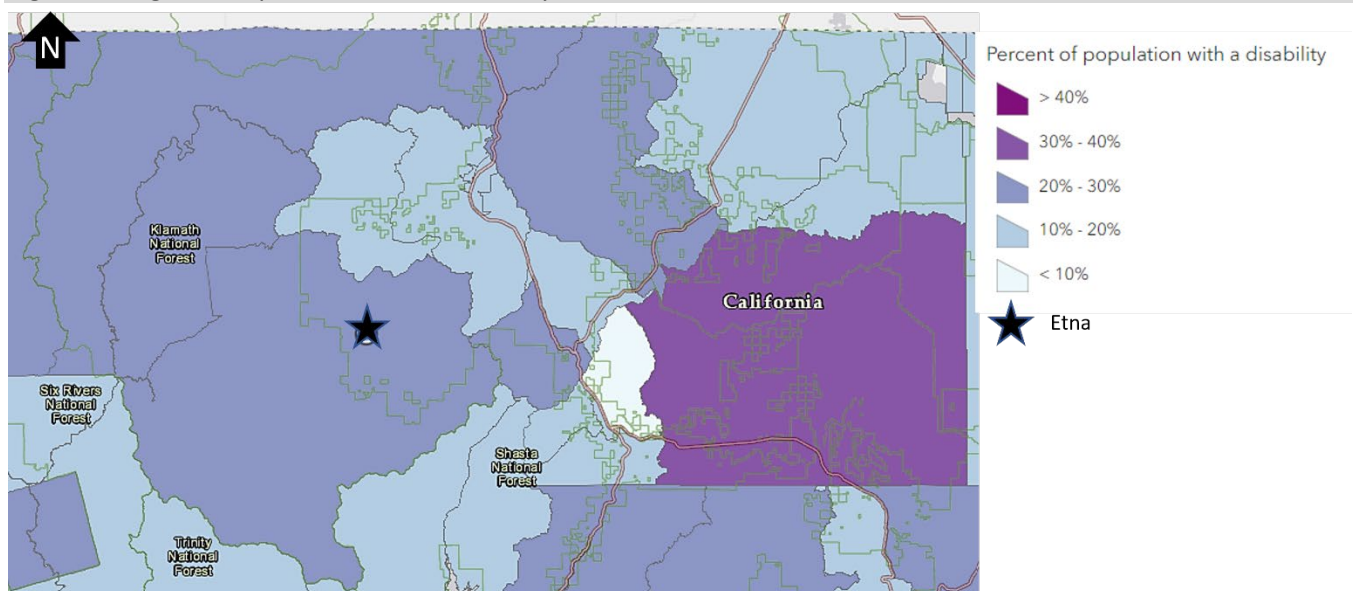 N
Percent of population with a disability
> 40%
30% - 40%
20% - 30%
10% - 20%
< 10%
Etna
Klamath
National
Forest
California
Six Rivers
National
Forest
Shasta
National
Forest
Trinity
National
Forest